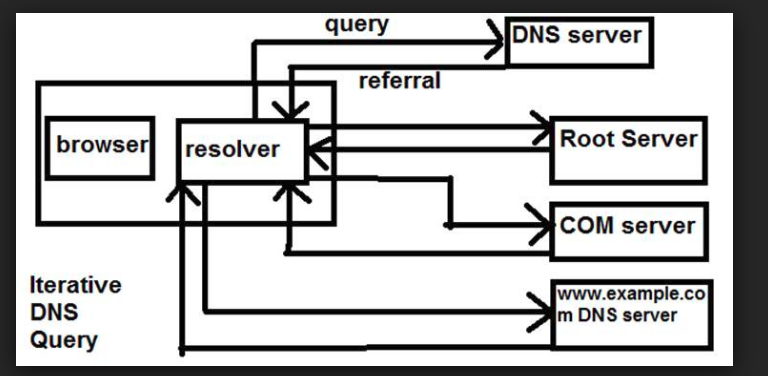 query
DNS server
referral
browser
resolver
Root Server
COM server
www.example.co
m DNS server
Iterative
DNS
Query